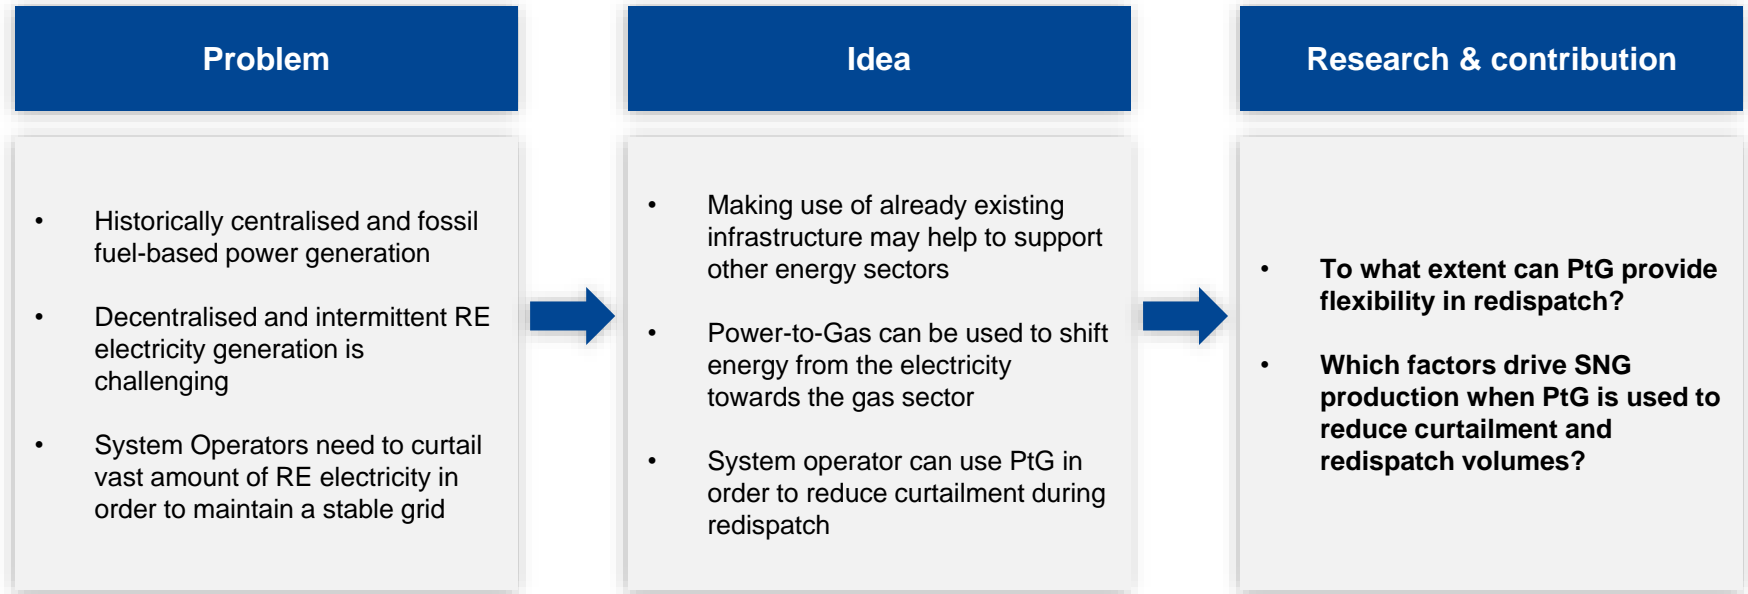 Problem
• Historically centralised and fossil
fuel-based power generation
• Decentralised and intermittent RE
electricity generation is
challenging
• System Operators need to curtail
vast amount of RE electricity in
order to maintain a stable grid
Idea
• Making use of already existing
infrastructure may help to support
other energy sectors
• Power-to-Gas can be used to shift
energy from the electricity
towards the gas sector
• System operator can use PtG in
order to reduce curtailment during
redispatch
Research & contribution
• To what extent can PtG provide
flexibility in redispatch?
• Which factors drive SNG
production when PtG is used to
reduce curtailment and
redispatch volumes?